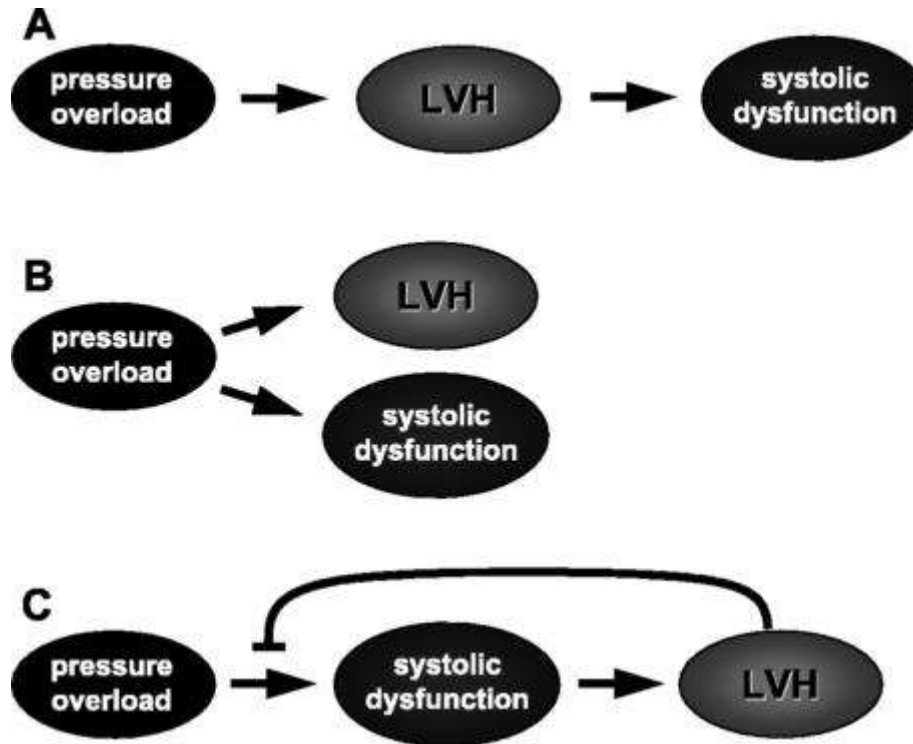 A
pressure
overload
LVH
systolic
dysfunction
B
pressure
overload
LVH
systolic
dysfunction
C
pressure
overload
systolic
dysfunction
LVH